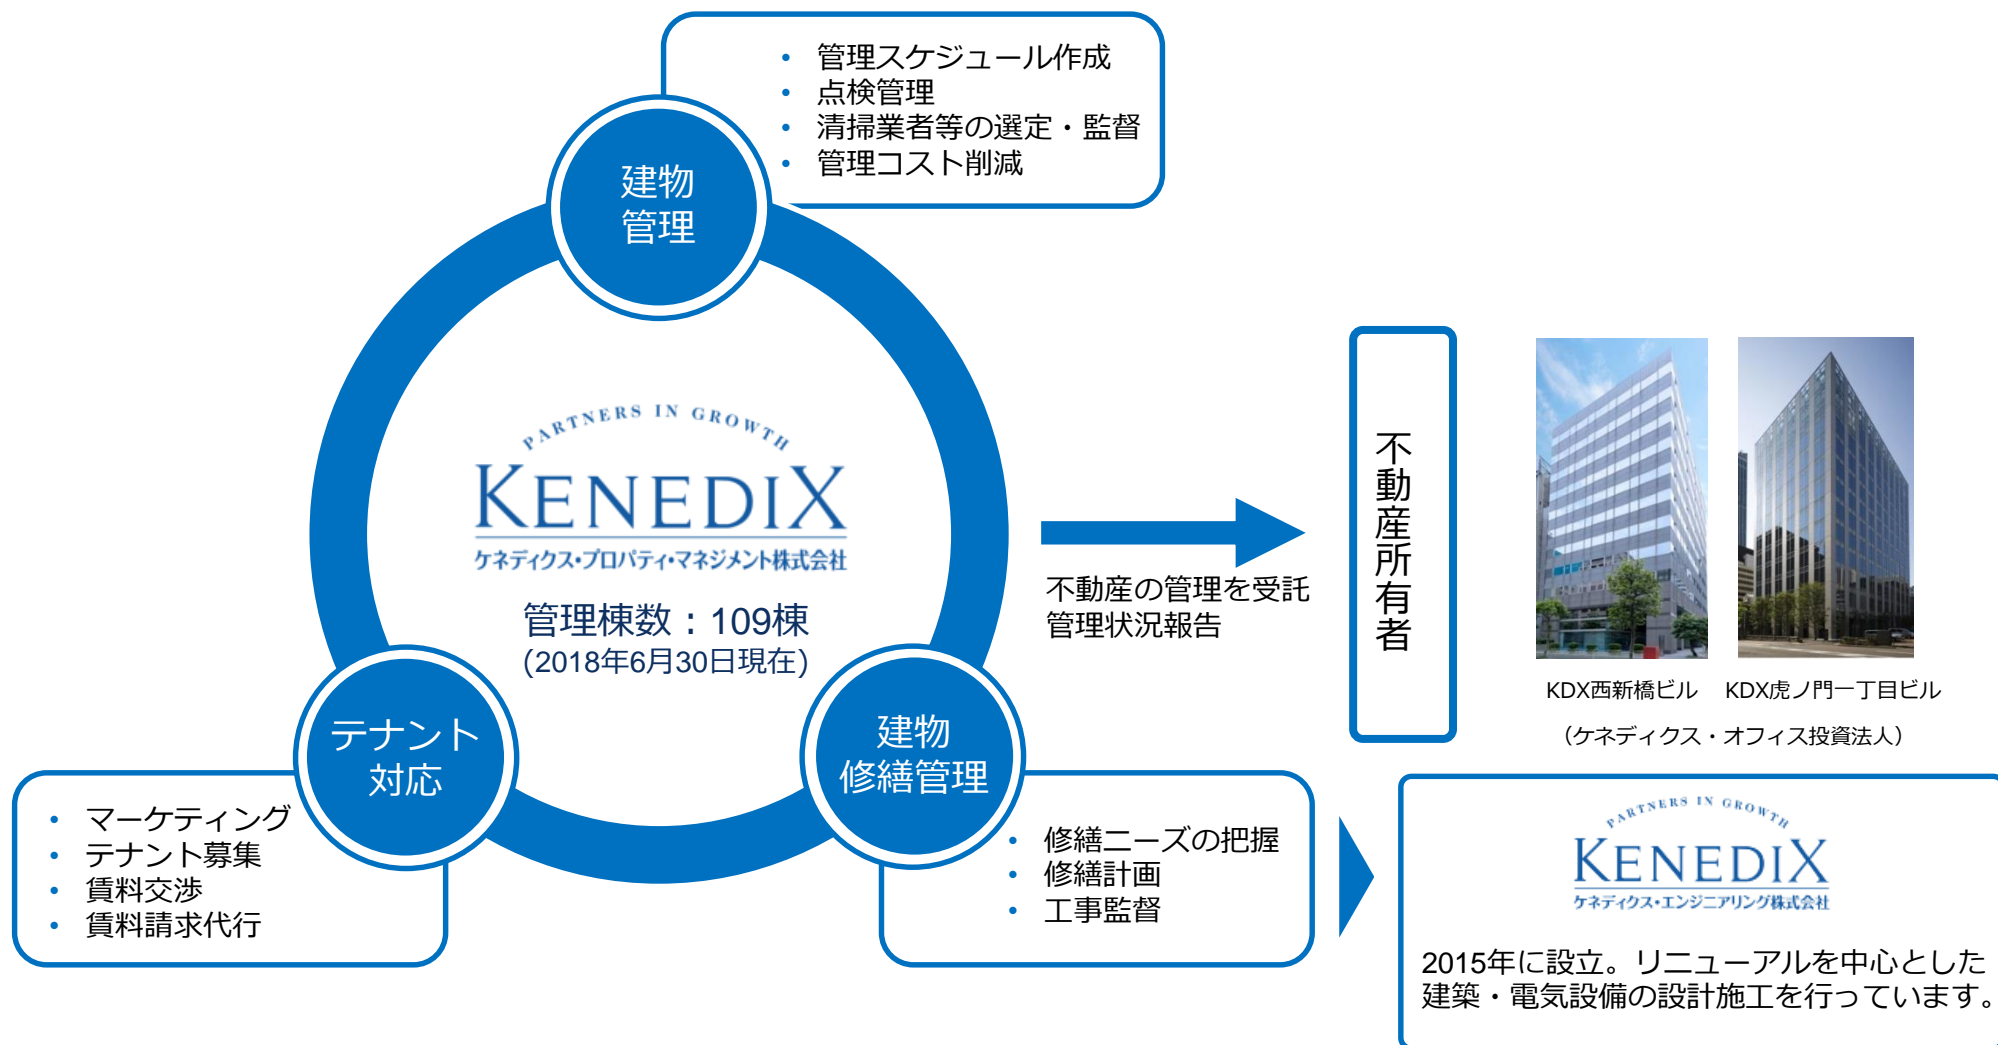 ・管理スケジュール作成
・点検管理
・清掃業者等の選定・監督
・管理コスト削減
建物
管理
PARTNERS IN GROWTH
KENEDIX
ケネディクス・プロパティ・マネジメント株式会社
管理棟数：109棟
(2018年6月30日現在)
テナント
対応
・マーケティング
・テナント募集
・賃料交渉
・賃料請求代行
建物
修繕管理
・修繕ニーズの把握
・修繕計画
・工事監督
不動産の管理を受託
管理状況報告
不動産所有者
KDX西新橋ビル
KDX虎ノ門一丁目ビル
（ケネディクス・オフィス投資法人）
PARTNERS IN GROWTH
KENEDIX
ケネディクス・エンジニアリング株式会社
2015年に設立。リニューアルを中心とした
建築・電気設備の設計施工を行っています。